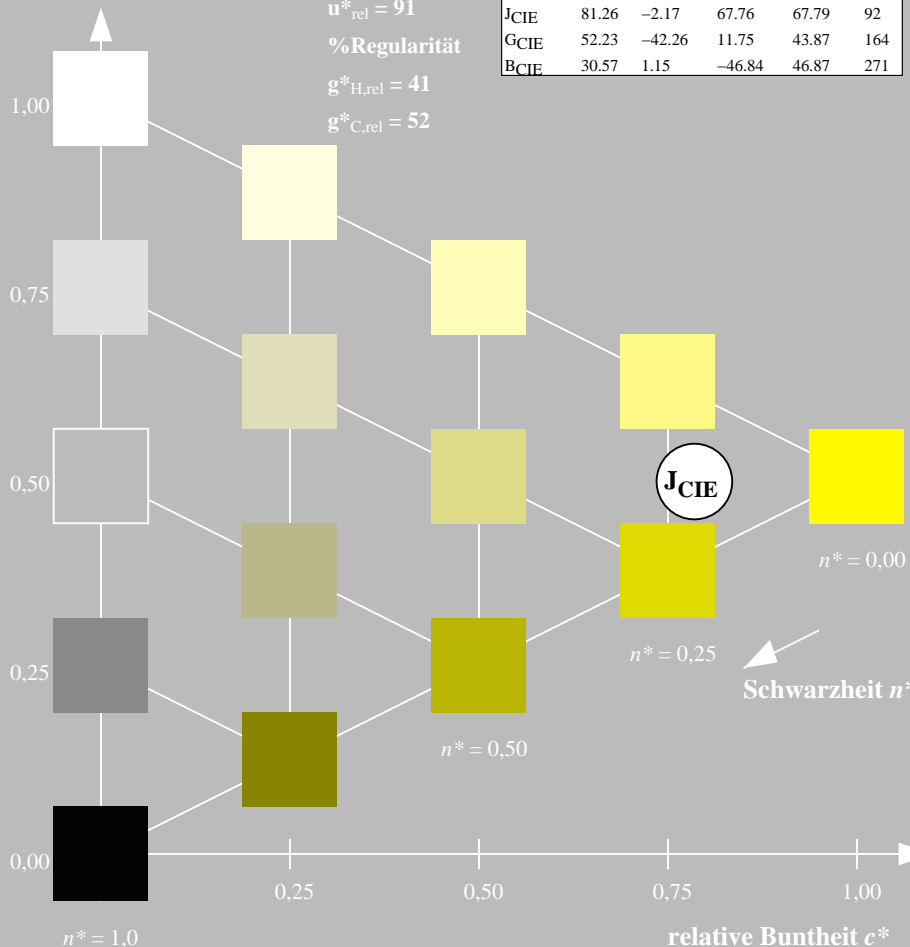 u*rel = 91
%Regularität
g*H,rel = 41
g*C,rel = 52
JCIE 81.26 −2.17 67.76 67.79 92
GCIE 52.23 −42.26 11.75 43.87 164
BCIE 30.57 1.15 −46.84 46.87 271
1,00
0,75
0,50
JCIE
n* = 0,00
0,25
n* = 0,25
Schwarzheit n*
n* = 0,50
0,00
0,25 0,50 0,75 1,00
n* = 1,0
relative Buntheit c*